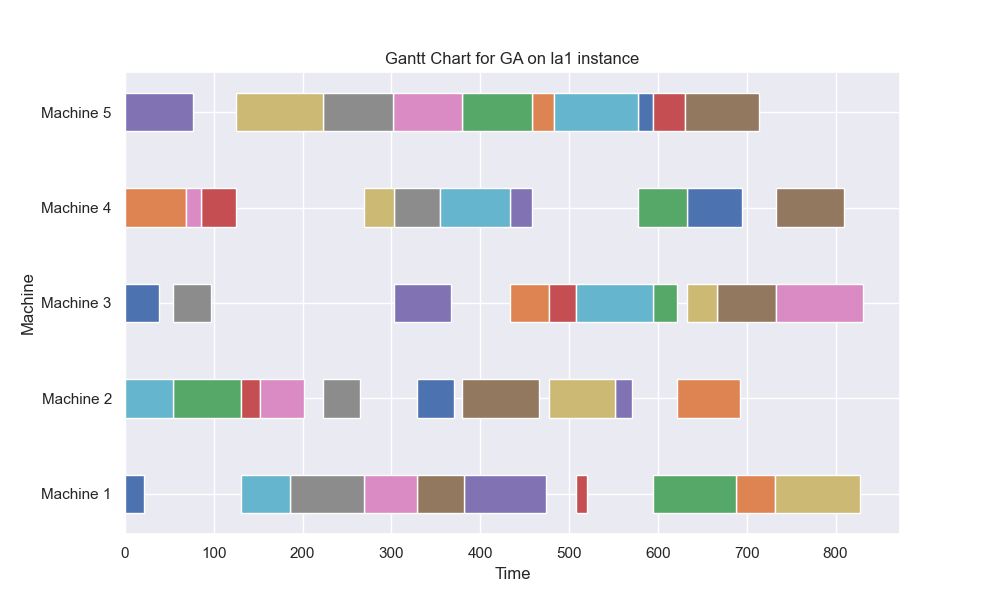 Gantt Chart for GA on la1 instance
Machine 5
Machine 4
Machine 3
Machine 2
Machine 1
Machine
0 100 200 300 400 500 600 700 800
Time